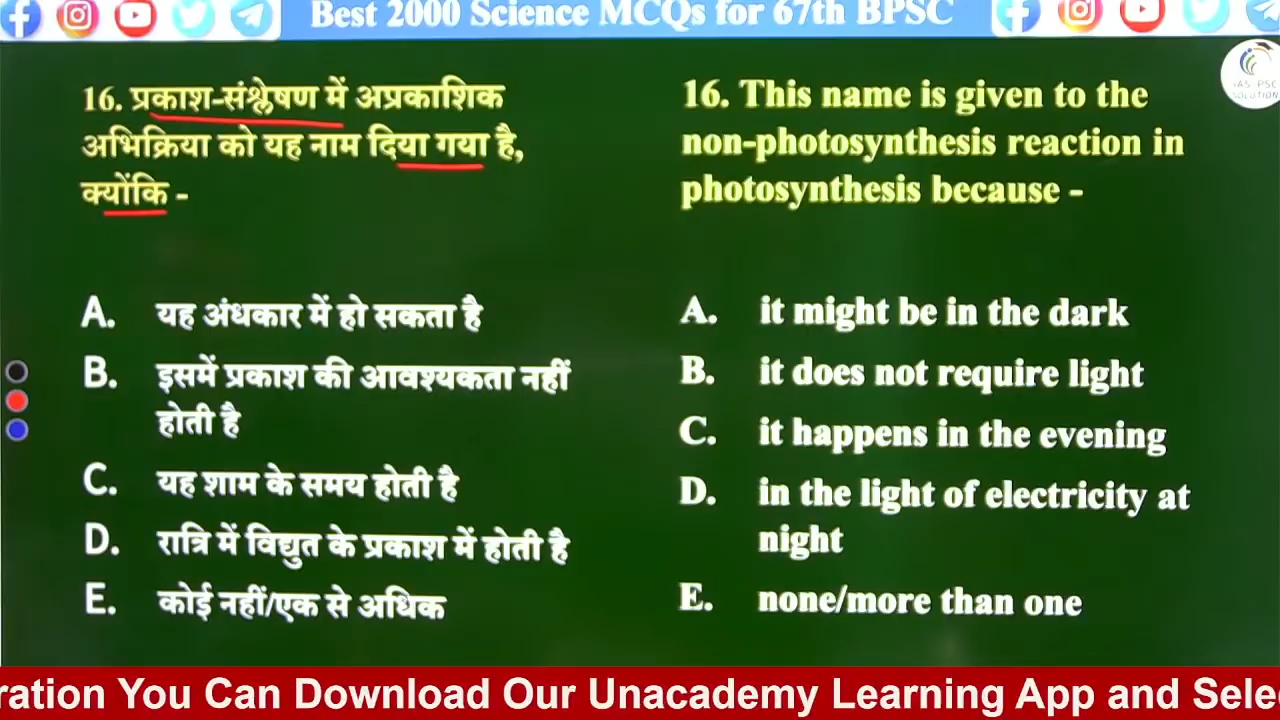 Best 2000 Science MCQs for 67th BPSC
IAS PSC
SOLUTION
16. प्रकाश-संश्लेषण में अप्रकाशिक
अभिक्रिया को यह नाम दिया गया है,
क्योंकि -
A. यह अंधकार में हो सकता है
B. इसमें प्रकाश की आवश्यकता नहीं
होती है
C. यह शाम के समय होती है
D. रात्रि में विद्युत के प्रकाश में होती है
E. कोई नहीं/एक से अधिक
16. This name is given to the
non-photosynthesis reaction in
photosynthesis because -
A. it might be in the dark
B. it does not require light
C. it happens in the evening
D. in the light of electricity at
night
E. none/more than one
ration You Can Download Our Unacademy Learning App and Sele